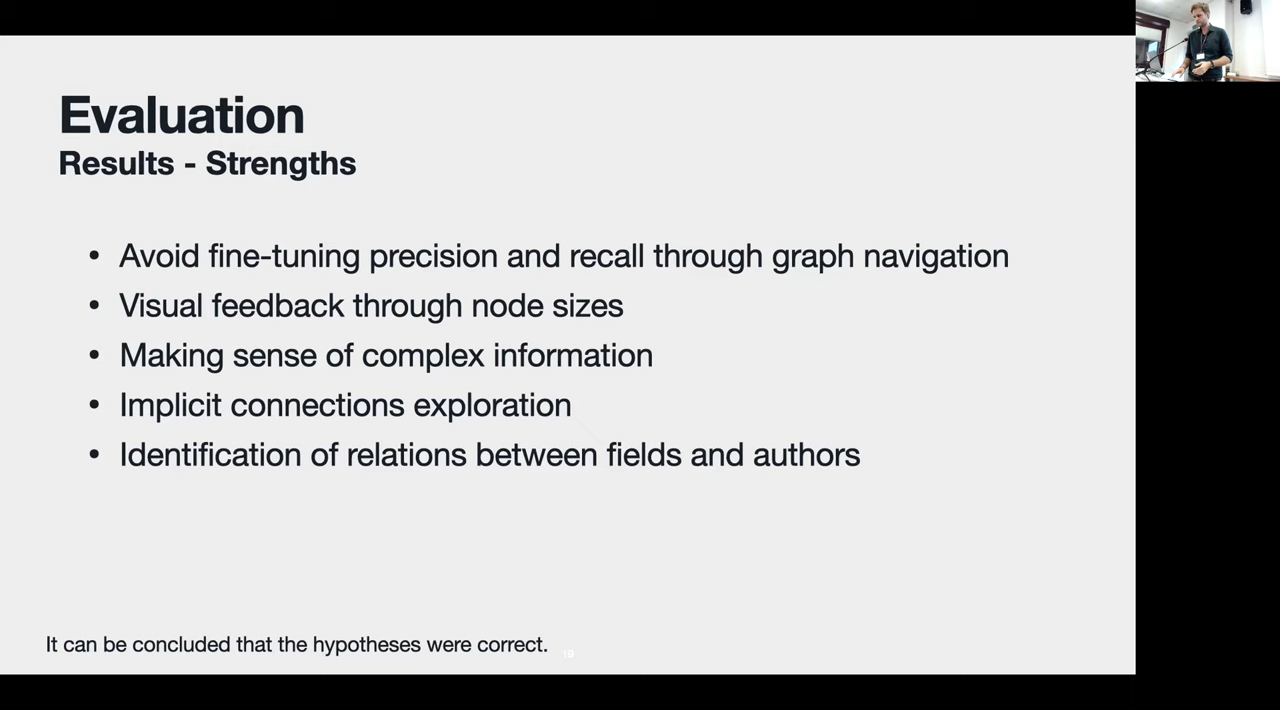 Evaluation
Results - Strengths
• Avoid fine-tuning precision and recall through graph navigation
• Visual feedback through node sizes
• Making sense of complex information
• Implicit connections exploration
• Identification of relations between fields and authors
It can be concluded that the hypotheses were correct.
19